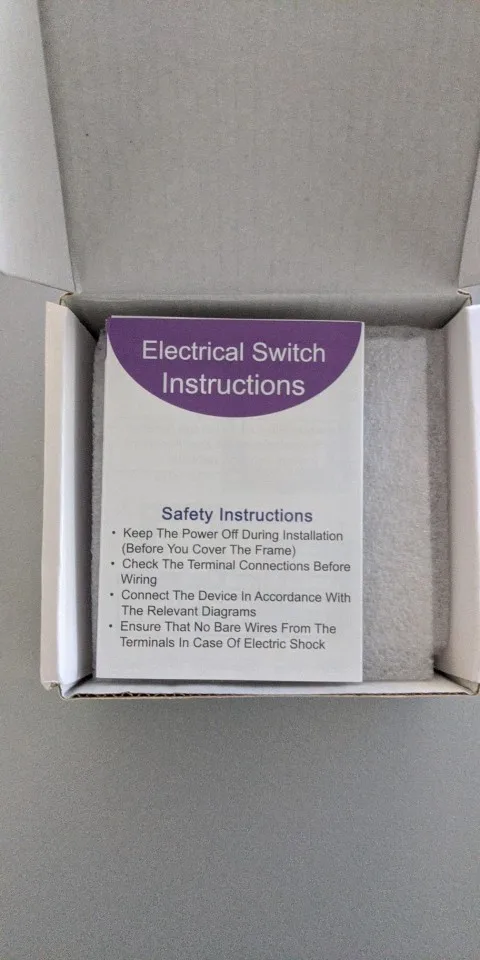 Electrical Switch
Instructions
Safety Instructions
• Keep The Power Off During Installation
(Before You Cover The Frame)
• Check The Terminal Connections Before
Wiring
• Connect The Device In Accordance With
The Relevant Diagrams
• Ensure That No Bare Wires From The
Terminals In Case Of Electric Shock